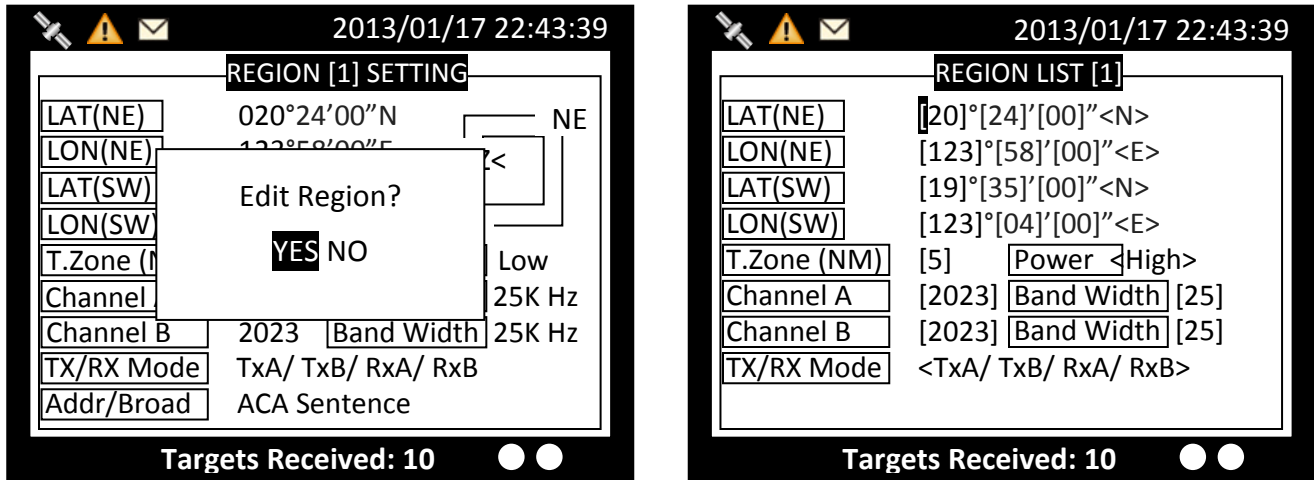 2013/01/17 22:43:39
REGION [1] SETTING
LAT(NE) 020°24’00”N NE
LON(NE)
LAT(SW)
LON(SW)
Edit Region?
YES NO
T.Zone Low
Channel 25K Hz
Channel B 2023 Band Width 25K Hz
TX/RX Mode TxA/ TxB/ RxA/ RxB
Addr/Broad ACA Sentence
Targets Received: 10
2013/01/17 22:43:39
REGION LIST [1]
LAT(NE) [20]°[24]’[00]”<N>
LON(NE) [123]°[58]’[00]”<E>
LAT(SW) [19]°[35]’[00]”<N>
LON(SW) [123]°[04]’[00]”<E>
T.Zone (NM) [5] Power <High>
Channel A [2023] Band Width [25]
Channel B [2023] Band Width [25]
TX/RX Mode <TxA/ TxB/ RxA/ RxB>
Targets Received: 10